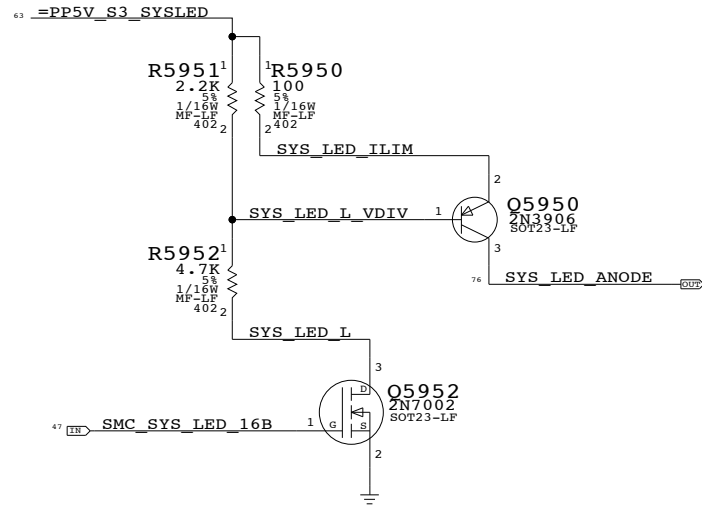 63 =PP5V_S3_SYSLED
R5951 1
2.2K
5%
1/16W
MF-LF
402 2
1 R5950
100
5%
1/16W
MF-LF
2 402
SYS_LED_ILIM
2
Q5950
2N3906
SOT23-LF
1
SYS_LED_L_VDIV
3
R5952 1
4.7K
5%
1/16W
MF-LF
402 2
76 SYS_LED_ANODE OUT
SYS_LED_L
3
D
Q5952
2N7002
SOT23-LF
47 IN SMC_SYS_LED_16B 1 G S
2